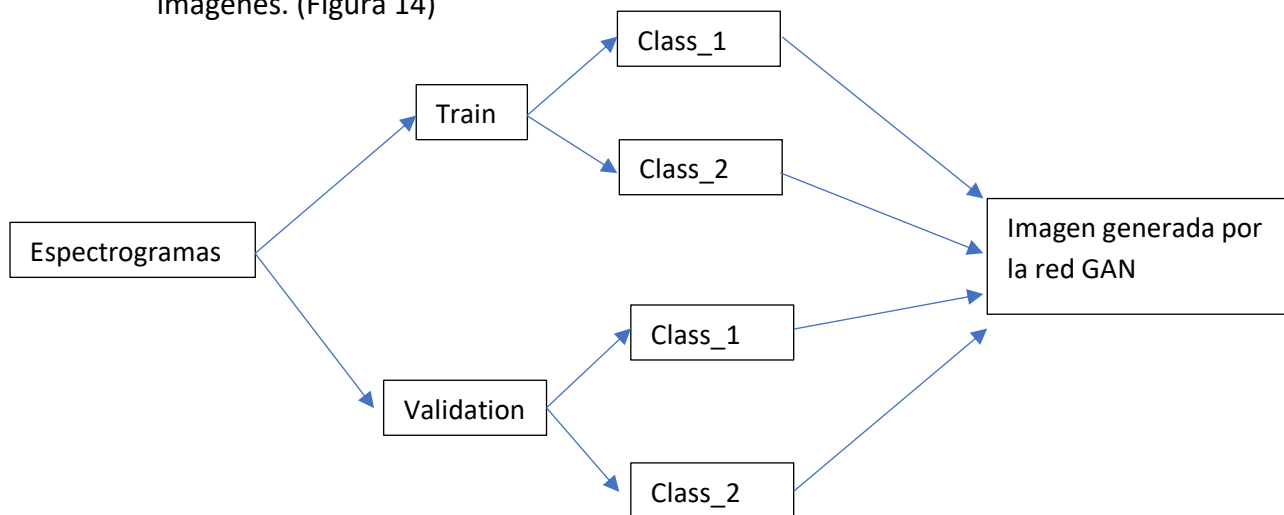 imágenes. (Figura 14)
Class_1
Train
Class_2
Espectrogramas
Imagen generada por
la red GAN
Class_1
Validation
Class_2